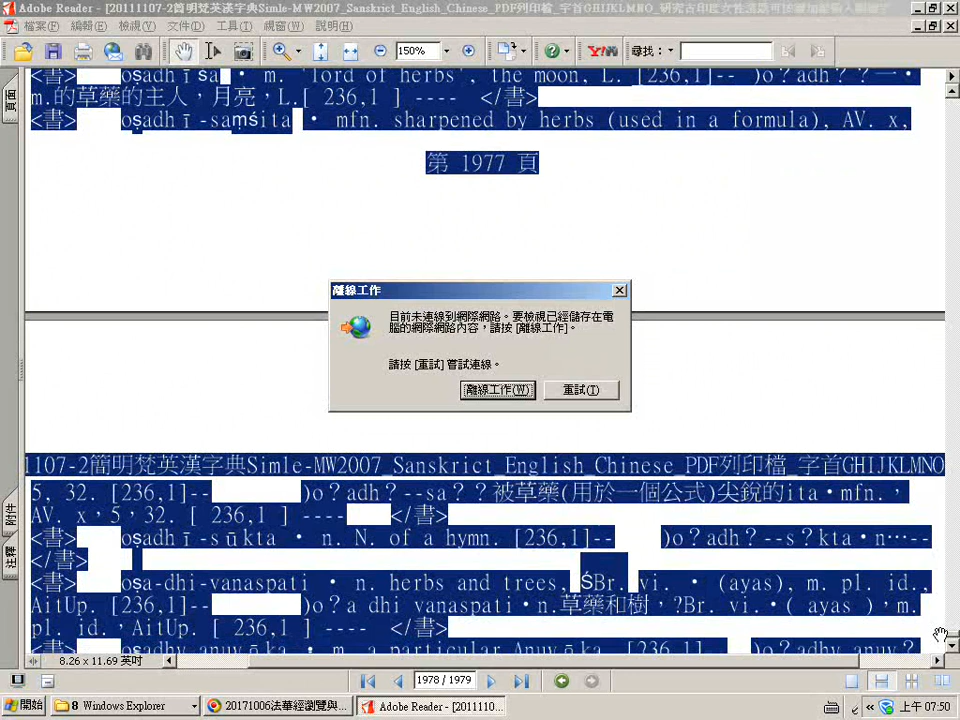 Adobe Reader - [20111107-2簡明梵英漢字典Simle-MW2007_Sanskrict_English_Chinese_PDF列印檔_字首GHIJKLMNO_研究古印度女性
檔案(F) 編輯(E) 檢視(V) 文件(D) 工具(T) 視窗(W) 說明(H)
150% Y! 尋找:
頁面
<書> oṣadhīśa • m. 'lord of herbs', the moon, L. [236,1]-- )o?adh??一•
m.的草藥的主人，月亮，L.[ 236,1 ] ---- </書>
<書> oṣadhī-saṃśita • mfn. sharpened by herbs (used in a formula), AV. x,
第 1977 頁
離線工作
目前未連線到網際網路。要檢視已經儲存在電
腦的網際網路內容，請按 [離線工作]。
請按 [重試] 嘗試連線。
離線工作(W) 重試(T)
1107-2簡明梵英漢字典Simle-MW2007_Sanskrict_English_Chinese_PDF列印檔_字首GHIJKLMNO
5, 32. [236,1]-- )o?adh?--sa??被草藥(用於一個公式)尖銳的ita•mfn.，
AV. x，5，32. [ 236,1 ] ---- </書>
<書> oṣadhī-sūkta • n. N. of a hymn. [236,1]-- )o?adh?--s?kta•n…--
</書>
<書> oṣa-dhi-vanaspati • n. herbs and trees, ŚBr. vi. • (ayas), m. pl. id.,
AitUp. [236,1]-- )o?a dhi vanaspati•n.草藥和樹，?Br. vi.•( ayas )，m.
pl. id.，AitUp. [ 236,1 ] ---- </書>
<書> oṣadhy-anuvāka • m. a particular Anuvāka. [236,1]-- )o?adhy anuv?
附件
註釋
8.26 x 11.69 英吋
1978 / 1979
開始 8 Windows Explorer 20171006法華經瀏覽與... Adobe Reader - [2011110... 上午 07:50